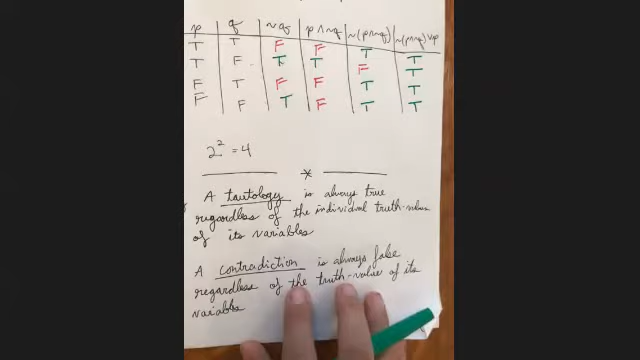 p q ~q p∧~q ~(p∧~q) ~(p∧~q)∨p
T T F F T T
T F T T F T
F T F F T T
F F T F T T
2² = 4
*
A tautology is always true
regardless of the individual truth-values
of its variables
A contradiction is always false
regardless of the truth-value of its
variables